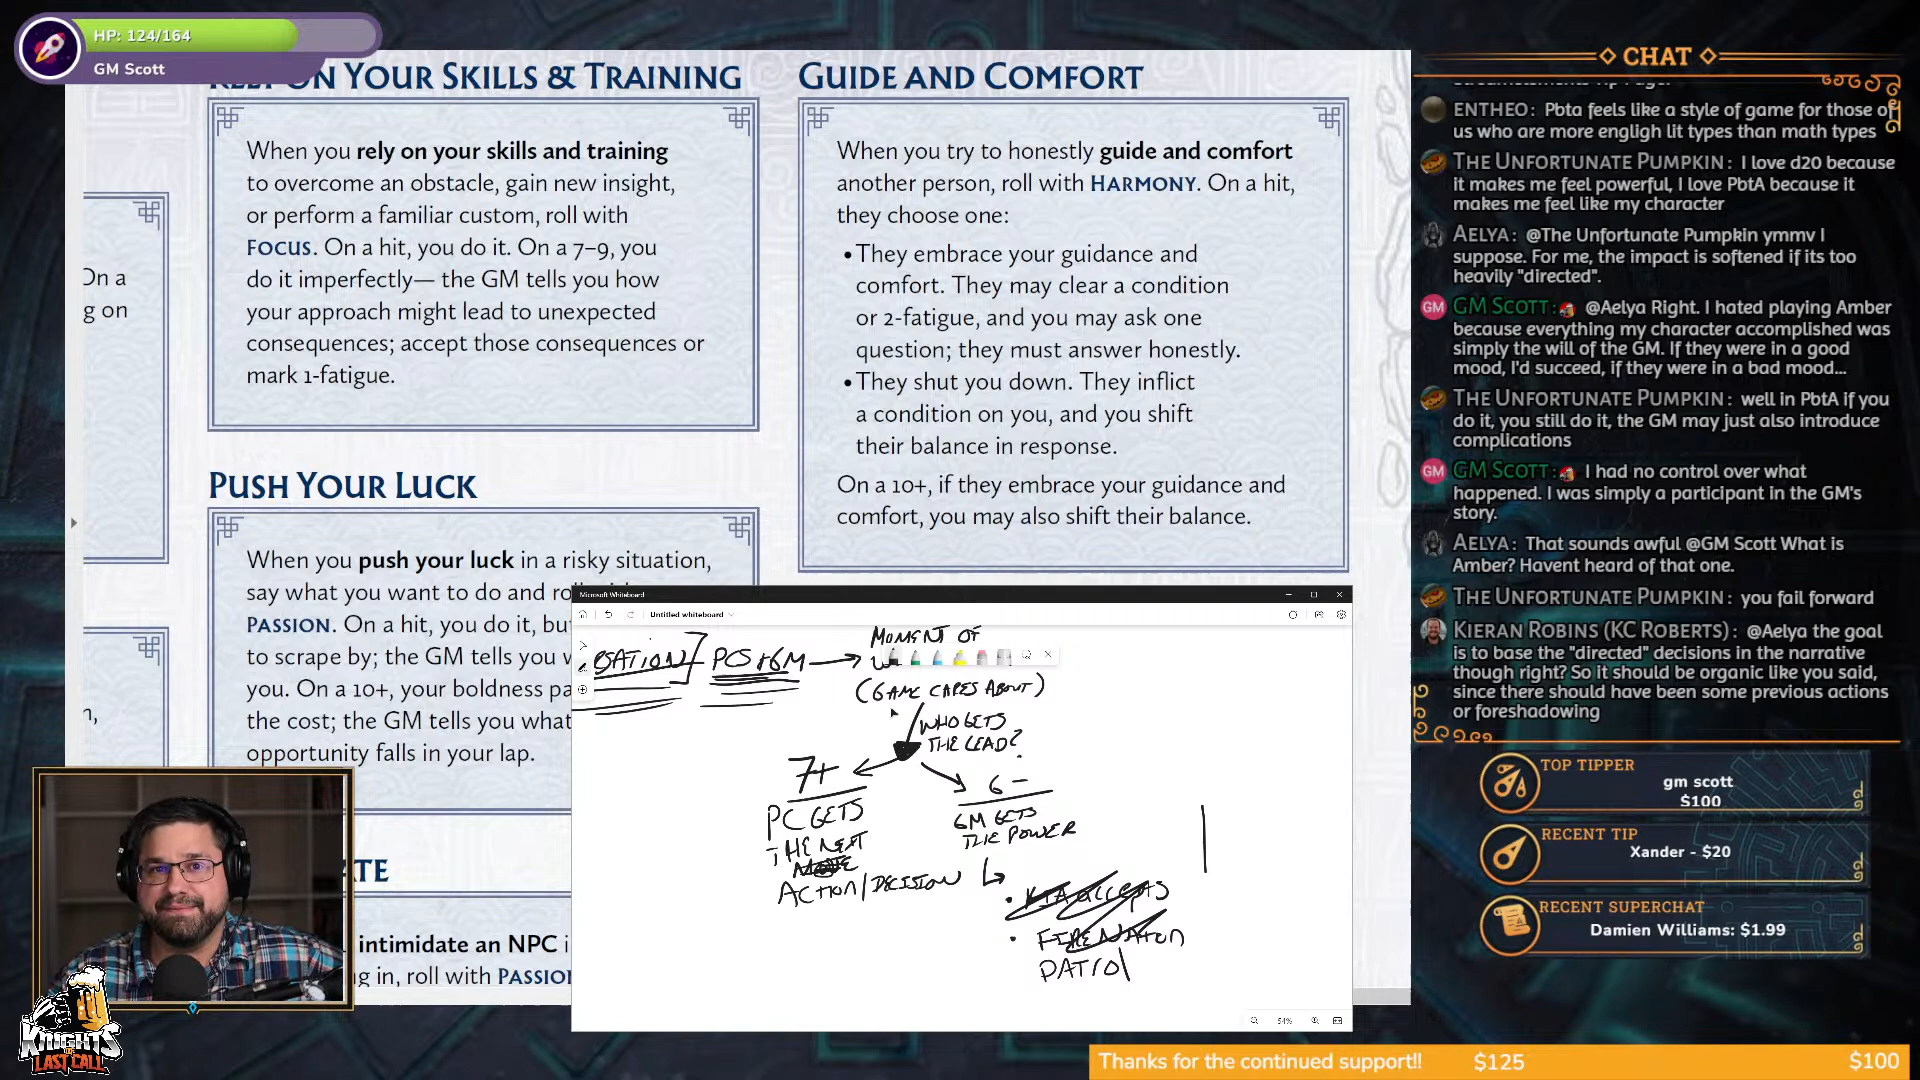 HP: 124/164
GM Scott
ON YOUR SKILLS & TRAINING
When you rely on your skills and training
to overcome an obstacle, gain new insight,
or perform a familiar custom, roll with
FOCUS. On a hit, you do it. On a 7–9, you
do it imperfectly— the GM tells you how
your approach might lead to unexpected
consequences; accept those consequences or
mark 1-fatigue.
On a
g on
n,
PUSH YOUR LUCK
When you push your luck in a risky situation,
say what you want to do and ro
PASSION. On a hit, you do it, bu
to scrape by; the GM tells you w
you. On a 10+, your boldness pa
the cost; the GM tells you what
opportunity falls in your lap.
ATE
intimidate an NPC i
g in, roll with PASSION
GUIDE AND COMFORT
When you try to honestly guide and comfort
another person, roll with HARMONY. On a hit,
they choose one:
• They embrace your guidance and
comfort. They may clear a condition
or 2-fatigue, and you may ask one
question; they must answer honestly.
• They shut you down. They inflict
a condition on you, and you shift
their balance in response.
On a 10+, if they embrace your guidance and
comfort, you may also shift their balance.
Microsoft Whiteboard
Untitled whiteboard
SATION] PCS + GM
MOMENT OF
(GAME CARES ABOUT)
WHO GETS
THE LEAD?
7+
PC GETS
THE NEXT
ACTION/DECISION
6-
GM GETS
THE POWER
• FIRE NATION
PATROL
54%
CHAT
ENTHEO: Pbta feels like a style of game for those of
us who are more engligh lit types than math types
THE UNFORTUNATE PUMPKIN: I love d20 because
it makes me feel powerful, I love PbtA because it
makes me feel like my character
AELYA: @The Unfortunate Pumpkin ymmv I
suppose. For me, the impact is softened if its too
heavily "directed".
GM SCOTT: @Aelya Right. I hated playing Amber
because everything my character accomplished was
simply the will of the GM. If they were in a good
mood, I'd succeed, if they were in a bad mood...
THE UNFORTUNATE PUMPKIN: well in PbtA if you
do it, you still do it, the GM may just also introduce
complications
GM SCOTT: I had no control over what
happened. I was simply a participant in the GM's
story.
AELYA: That sounds awful @GM Scott What is
Amber? Havent heard of that one.
THE UNFORTUNATE PUMPKIN: you fail forward
KIERAN ROBINS (KC ROBERTS): @Aelya the goal
is to base the "directed" decisions in the narrative
though right? So it should be organic like you said,
since there should have been some previous actions
or foreshadowing
TOP TIPPER
gm scott
$100
RECENT TIP
Xander - $20
RECENT SUPERCHAT
Damien Williams: $1.99
KNIGHTS
OF
LAST CALL
Thanks for the continued support!! $125 $100